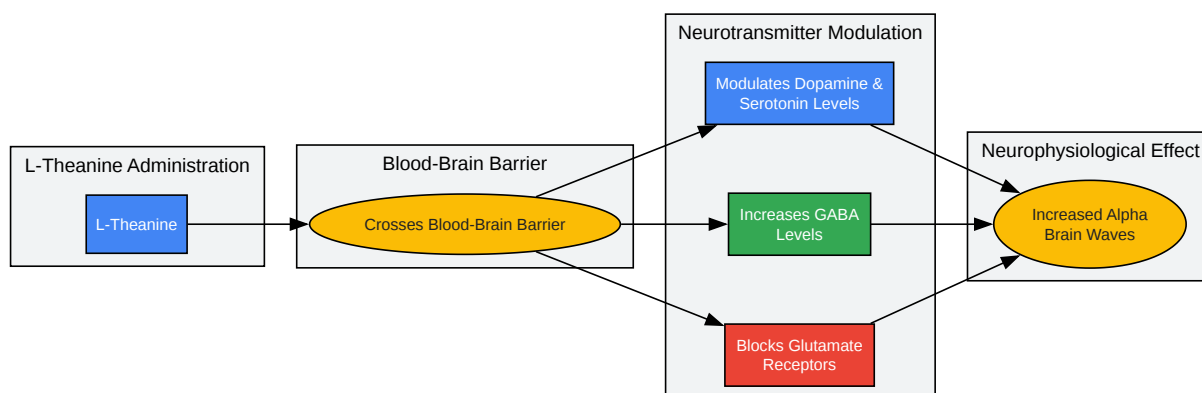 L-Theanine Administration
L-Theanine
Blood-Brain Barrier
Crosses Blood-Brain Barrier
Neurotransmitter Modulation
Modulates Dopamine &
Serotonin Levels
Increases GABA
Levels
Blocks Glutamate
Receptors
Neurophysiological Effect
Increased Alpha
Brain Waves